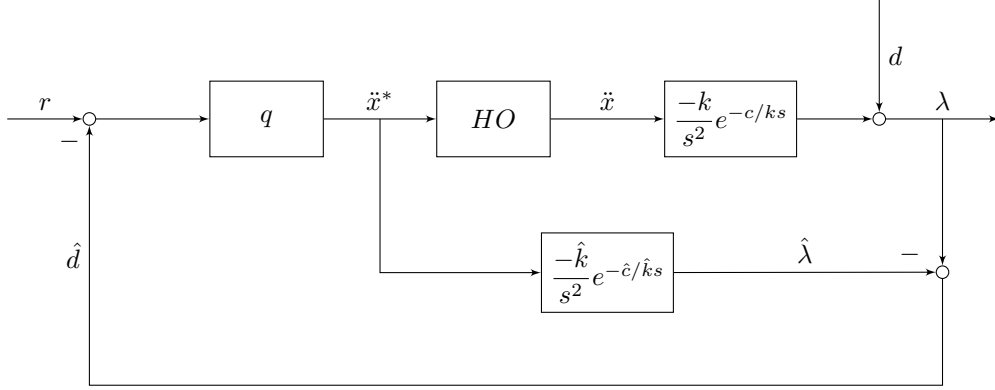 d
r
q
ẍ*
HO
ẍ
-k/s² e^{-c/ks}
λ
−
d̂
-k̂/s² e^{-ĉ/k̂s}
λ̂
−